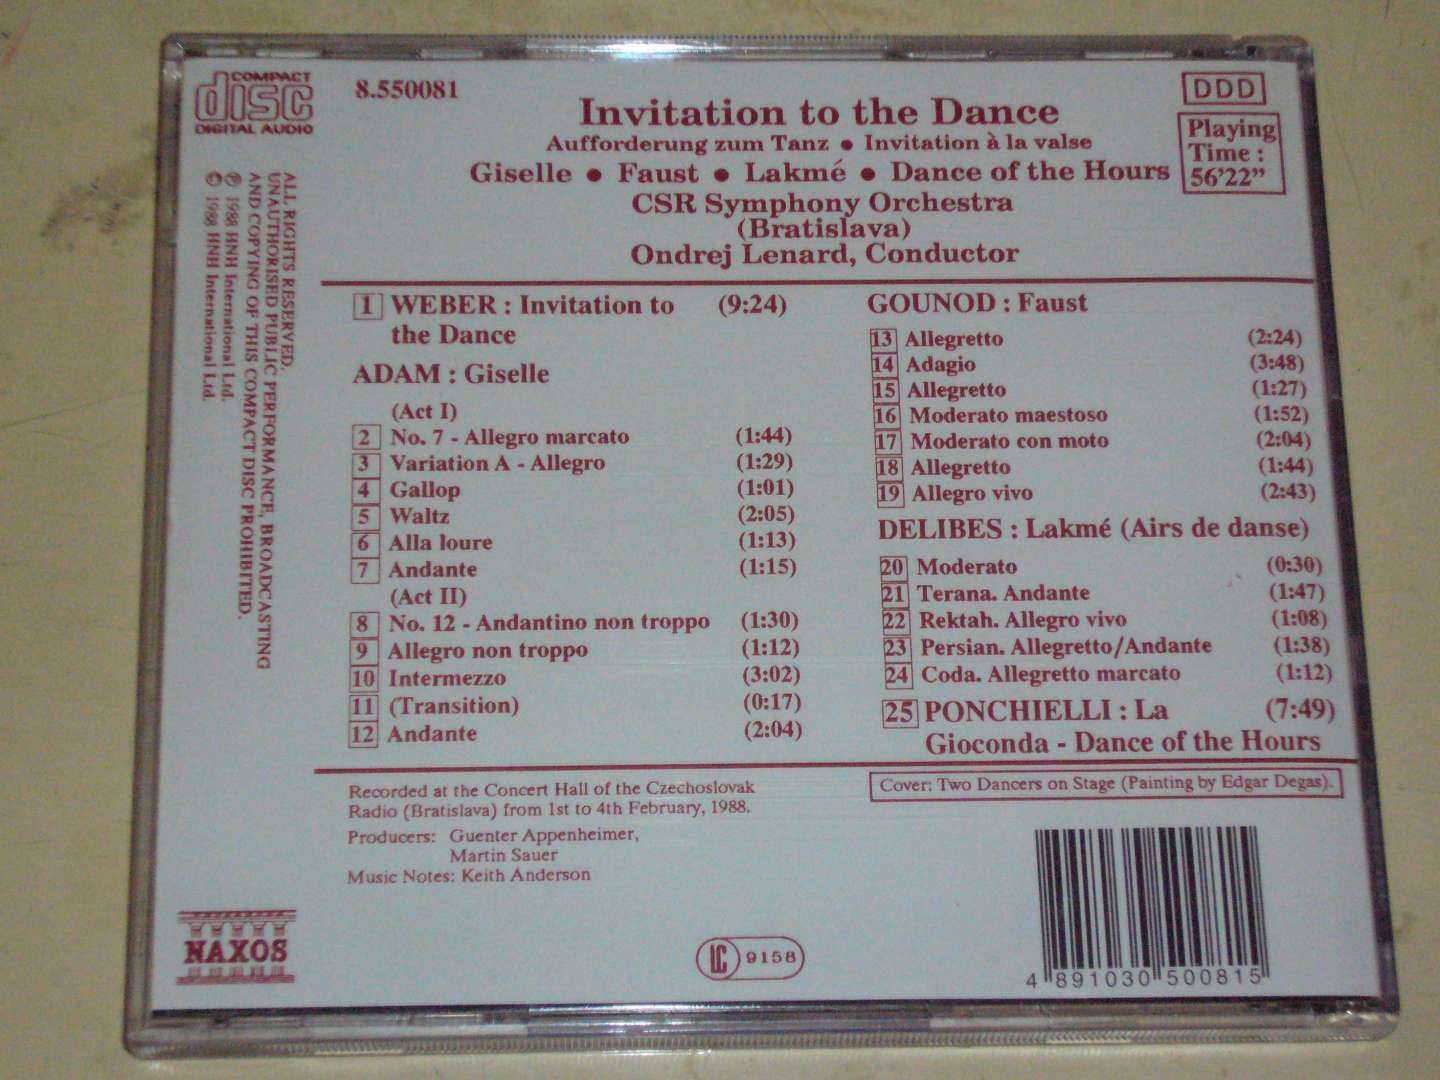 COMPACT
disc
DIGITAL AUDIO
8.550081
DDD
Playing
Time :
56'22"
Invitation to the Dance
Aufforderung zum Tanz • Invitation à la valse
Giselle • Faust • Lakmé • Dance of the Hours
CSR Symphony Orchestra
(Bratislava)
Ondrej Lenard, Conductor
ALL RIGHTS RESERVED.
UNAUTHORISED PUBLIC PERFORMANCE, BROADCASTING
AND COPYING OF THIS COMPACT DISC PROHIBITED.
℗ 1988 HNH International Ltd.
© 1988 HNH International Ltd.
1 WEBER : Invitation to (9:24)
the Dance
ADAM : Giselle
(Act I)
2 No. 7 - Allegro marcato (1:44)
3 Variation A - Allegro (1:29)
4 Gallop (1:01)
5 Waltz (2:05)
6 Alla loure (1:13)
7 Andante (1:15)
(Act II)
8 No. 12 - Andantino non troppo (1:30)
9 Allegro non troppo (1:12)
10 Intermezzo (3:02)
11 (Transition) (0:17)
12 Andante (2:04)
GOUNOD : Faust
13 Allegretto (2:24)
14 Adagio (3:48)
15 Allegretto (1:27)
16 Moderato maestoso (1:52)
17 Moderato con moto (2:04)
18 Allegretto (1:44)
19 Allegro vivo (2:43)
DELIBES : Lakmé (Airs de danse)
20 Moderato (0:30)
21 Terana. Andante (1:47)
22 Rektah. Allegro vivo (1:08)
23 Persian. Allegretto/Andante (1:38)
24 Coda. Allegretto marcato (1:12)
25 PONCHIELLI : La (7:49)
Gioconda - Dance of the Hours
Recorded at the Concert Hall of the Czechoslovak
Radio (Bratislava) from 1st to 4th February, 1988.
Producers: Guenter Appenheimer,
Martin Sauer
Music Notes: Keith Anderson
Cover: Two Dancers on Stage (Painting by Edgar Degas).
NAXOS
LC 9158
4 891030 500815